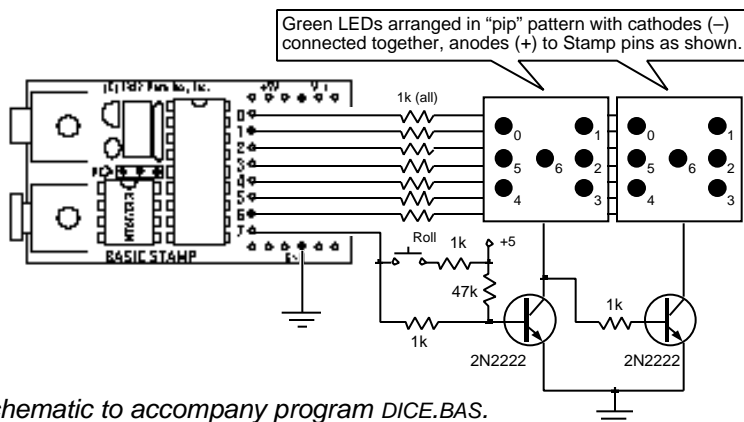 Green LEDs arranged in “pip” pattern with cathodes (–)
connected together, anodes (+) to Stamp pins as shown.
1k (all)
0
1
2
3
4
5
6
7
BASIC STAMP
0
1
5
6
2
4
3
0
1
5
6
2
4
3
Roll
1k
+5
47k
1k
1k
2N2222
2N2222
chematic to accompany program DICE.BAS.